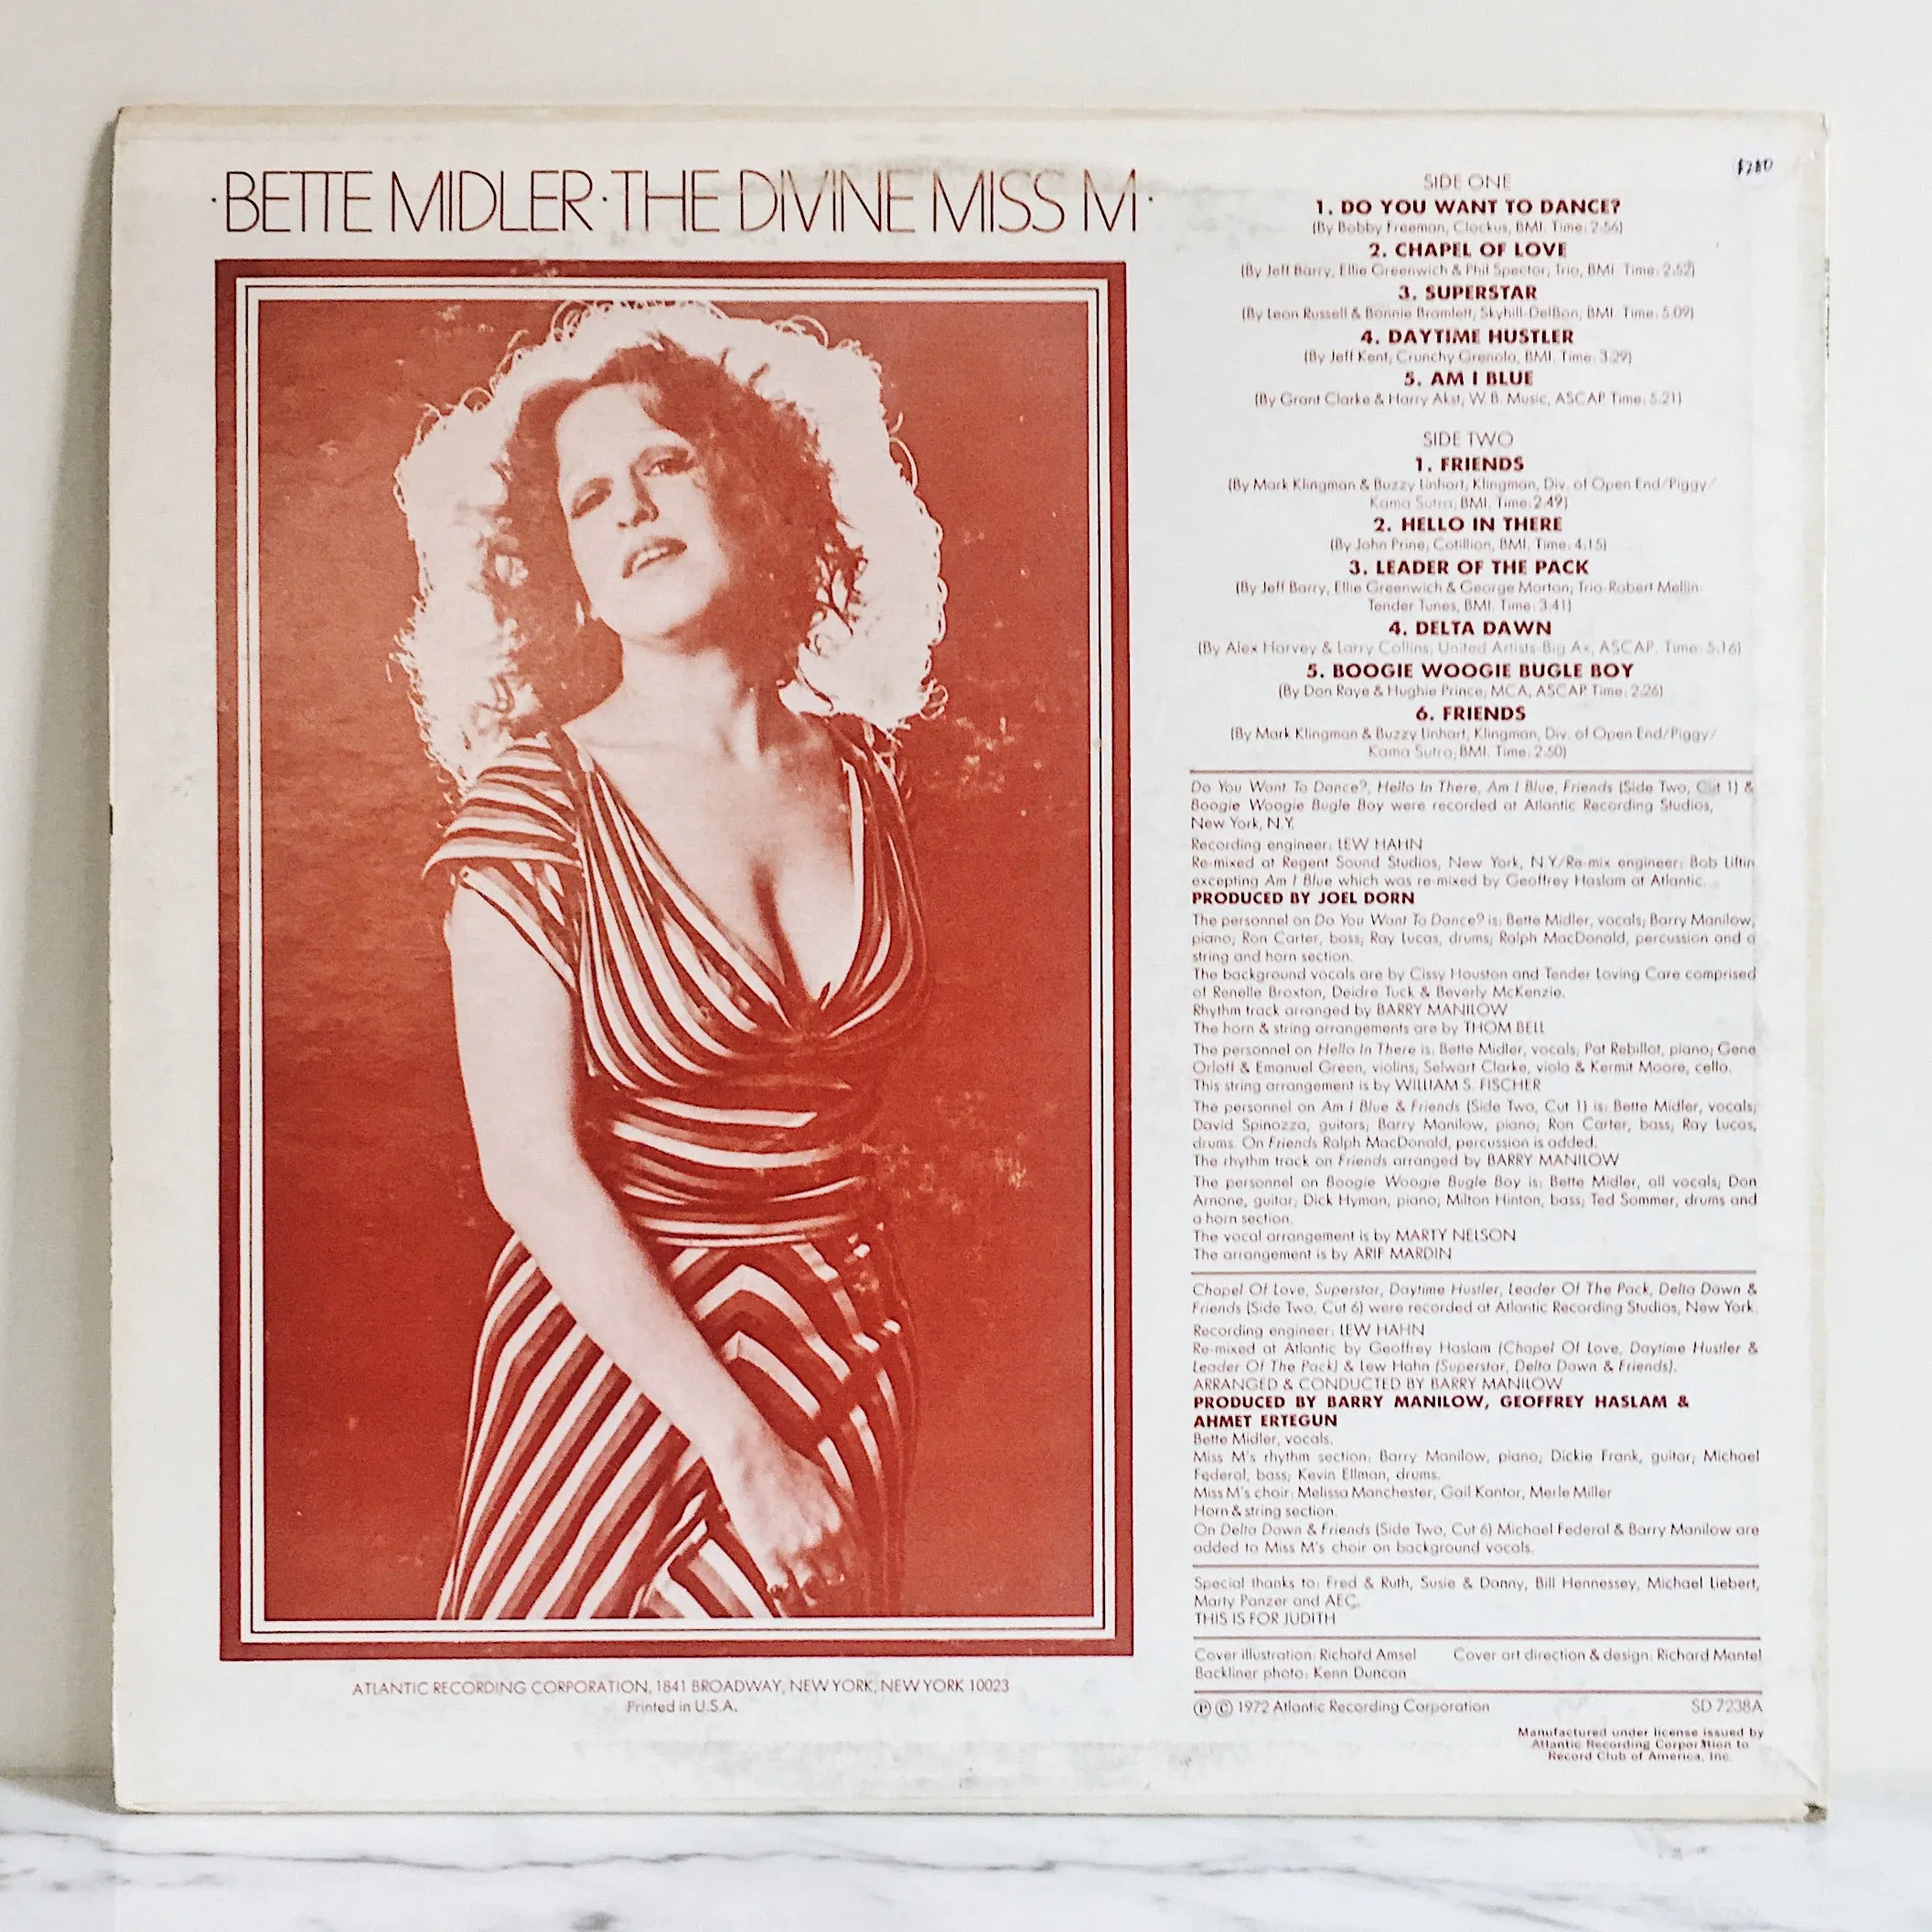 ·BETTE MIDLER·THE DIVINE MISS M·
ATLANTIC RECORDING CORPORATION, 1841 BROADWAY, NEW YORK, NEW YORK 10023
Printed in U.S.A.
SIDE ONE
1. DO YOU WANT TO DANCE?
(By Bobby Freeman, Clockus, BMI. Time: 2:56)
2. CHAPEL OF LOVE
(By Jeff Barry, Ellie Greenwich & Phil Spector, Trio, BMI. Time: 2:52)
3. SUPERSTAR
(By Leon Russell & Bonnie Bramlett, Skyhill-DelBon, BMI. Time: 5:09)
4. DAYTIME HUSTLER
(By Jeff Kent, Crunchy Grenola, BMI. Time: 3:29)
5. AM I BLUE
(By Grant Clarke & Harry Akst, W.B. Music, ASCAP. Time: 5:21)
SIDE TWO
1. FRIENDS
(By Mark Klingman & Buzzy Linhart, Klingman, Div. of Open End/Piggy/
Kama Sutra, BMI. Time: 2:49)
2. HELLO IN THERE
(By John Prine, Cotillion, BMI. Time: 4:15)
3. LEADER OF THE PACK
(By Jeff Barry, Ellie Greenwich & George Morton; Trio-Robert Mellin-
Tender Tunes, BMI. Time: 3:41)
4. DELTA DAWN
(By Alex Harvey & Larry Collins, United Artists-Big Ax, ASCAP. Time: 5:16)
5. BOOGIE WOOGIE BUGLE BOY
(By Don Raye & Hughie Prince, MCA, ASCAP. Time: 2:26)
6. FRIENDS
(By Mark Klingman & Buzzy Linhart, Klingman, Div. of Open End/Piggy/
Kama Sutra, BMI. Time: 2:50)
Do You Want To Dance?, Hello In There, Am I Blue, Friends (Side Two, Cut 1) &
Boogie Woogie Bugle Boy were recorded at Atlantic Recording Studios,
New York, N.Y.
Recording engineer: LEW HAHN
Re-mixed at Regent Sound Studios, New York, N.Y./Re-mix engineer: Bob Liftin
excepting Am I Blue which was re-mixed by Geoffrey Haslam at Atlantic.
PRODUCED BY JOEL DORN
The personnel on Do You Want To Dance? is: Bette Midler, vocals; Barry Manilow,
piano; Ron Carter, bass; Ray Lucas, drums; Ralph MacDonald, percussion and a
string and horn section.
The background vocals are by Cissy Houston and Tender Loving Care comprised
of Renelle Broxton, Deidre Tuck & Beverly McKenzie.
Rhythm track arranged by BARRY MANILOW
The horn & string arrangements are by THOM BELL
The personnel on Hello In There is: Bette Midler, vocals; Pat Rebillot, piano; Gene
Orloff & Emanuel Green, violins; Selwart Clarke, viola & Kermit Moore, cello.
This string arrangement is by WILLIAM S. FISCHER
The personnel on Am I Blue & Friends (Side Two, Cut 1) is: Bette Midler, vocals;
David Spinozza, guitars; Barry Manilow, piano; Ron Carter, bass; Ray Lucas,
drums. On Friends Ralph MacDonald, percussion is added.
The rhythm track on Friends arranged by BARRY MANILOW
The personnel on Boogie Woogie Bugle Boy is: Bette Midler, all vocals; Don
Arnone, guitar; Dick Hyman, piano; Milton Hinton, bass; Ted Sommer, drums and
a horn section.
The vocal arrangement is by MARTY NELSON
The arrangement is by ARIF MARDIN
Chapel Of Love, Superstar, Daytime Hustler, Leader Of The Pack, Delta Dawn &
Friends (Side Two, Cut 6) were recorded at Atlantic Recording Studios, New York.
Recording engineer: LEW HAHN
Re-mixed at Atlantic by Geoffrey Haslam (Chapel Of Love, Daytime Hustler &
Leader Of The Pack) & Lew Hahn (Superstar, Delta Dawn & Friends).
ARRANGED & CONDUCTED BY BARRY MANILOW
PRODUCED BY BARRY MANILOW, GEOFFREY HASLAM &
AHMET ERTEGUN
Bette Midler, vocals.
Miss M's rhythm section: Barry Manilow, piano; Dickie Frank, guitar; Michael
Federal, bass; Kevin Ellman, drums.
Miss M's choir: Melissa Manchester, Gail Kantor, Merle Miller
Horn & string section.
On Delta Dawn & Friends (Side Two, Cut 6) Michael Federal & Barry Manilow are
added to Miss M's choir on background vocals.
Special thanks to: Fred & Ruth, Susie & Danny, Bill Hennessey, Michael Liebert,
Marty Panzer and AEC.
THIS IS FOR JUDITH
Cover illustration: Richard Amsel Cover art direction & design: Richard Mantel
Backliner photo: Kenn Duncan
Ⓟ © 1972 Atlantic Recording Corporation SD 7238A
Manufactured under license issued by
Atlantic Recording Corporation to
Record Club of America, Inc.